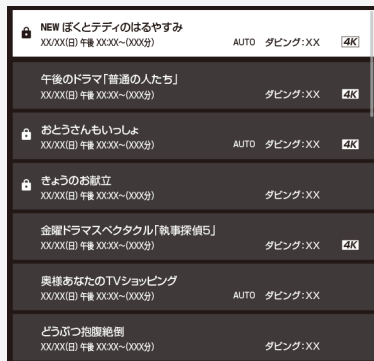 NEW ぼくとテディのはるやすみ
XX/XX(日) 午後 XX:XX~(XXX分) AUTO ダビング:XX 4K
午後のドラマ「普通の人たち」
XX/XX(日) 午後 XX:XX~(XXX分) ダビング:XX 4K
おとうさんもいっしょ
XX/XX(日) 午後 XX:XX~(XXX分) AUTO ダビング:XX 4K
きょうのお献立
XX/XX(日) 午後 XX:XX~(XXX分) ダビング:XX
金曜ドラマスペクタクル「執事探偵5」
XX/XX(日) 午後 XX:XX~(XXX分) ダビング:XX 4K
奥様あなたのTVショッピング
XX/XX(日) 午後 XX:XX~(XXX分) AUTO ダビング:XX
どうぶつ抱腹絶倒
XX/XX(日) 午後 XX:XX~(XXX分) ダビング:XX